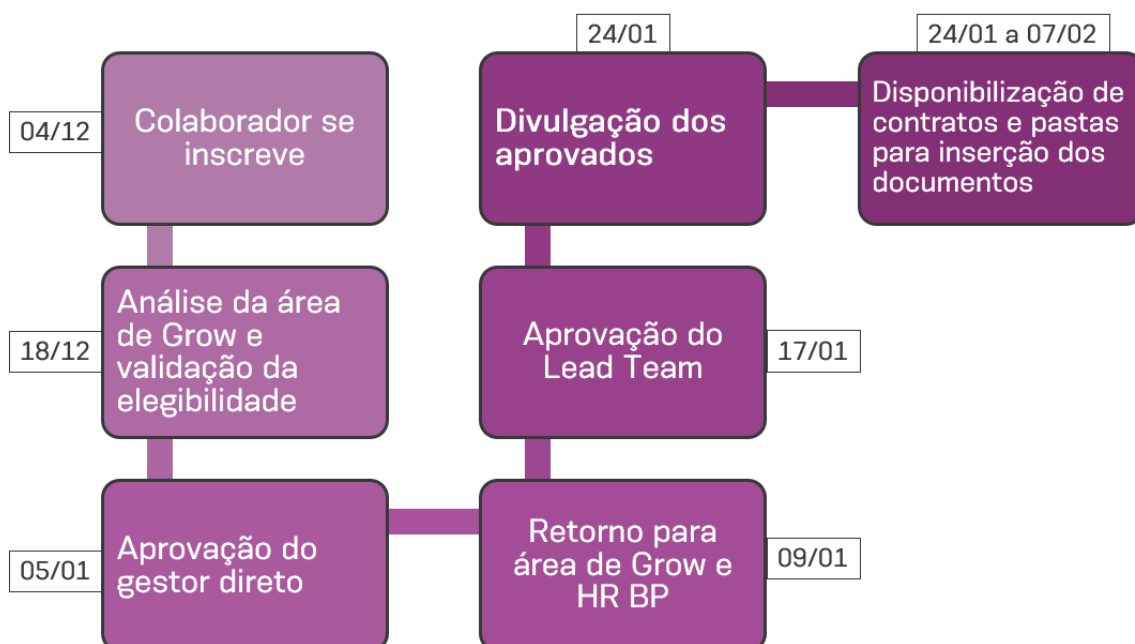 04/12
Colaborador se
inscreve
18/12
Análise da área
de Grow e
validação da
elegibilidade
05/01
Aprovação do
gestor direto
Retorno para
área de Grow e
HR BP
09/01
Aprovação do
Lead Team
17/01
24/01
Divulgação dos
aprovados
24/01 a 07/02
Disponibilização de
contratos e pastas
para inserção dos
documentos